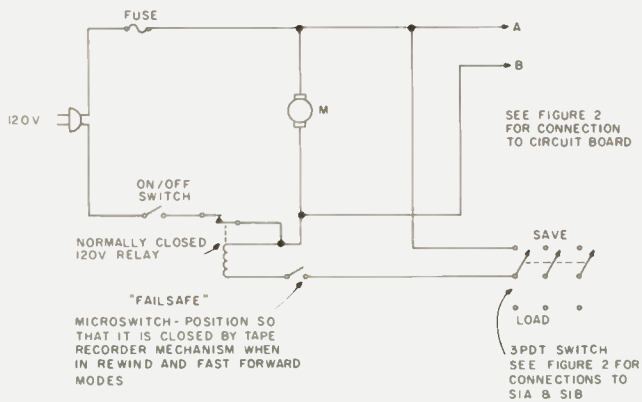 FUSE
A
B
120V
M
SEE FIGURE 2
FOR CONNECTION
TO CIRCUIT BOARD
ON/OFF
SWITCH
NORMALLY CLOSED
120V RELAY
SAVE
"FAILSAFE"
MICROSWITCH - POSITION SO
THAT IT IS CLOSED BY TAPE
RECORDER MECHANISM WHEN
IN REWIND AND FAST FORWARD
MODES
LOAD
3PDT SWITCH
SEE FIGURE 2 FOR
CONNECTIONS TO
S1A & S1B